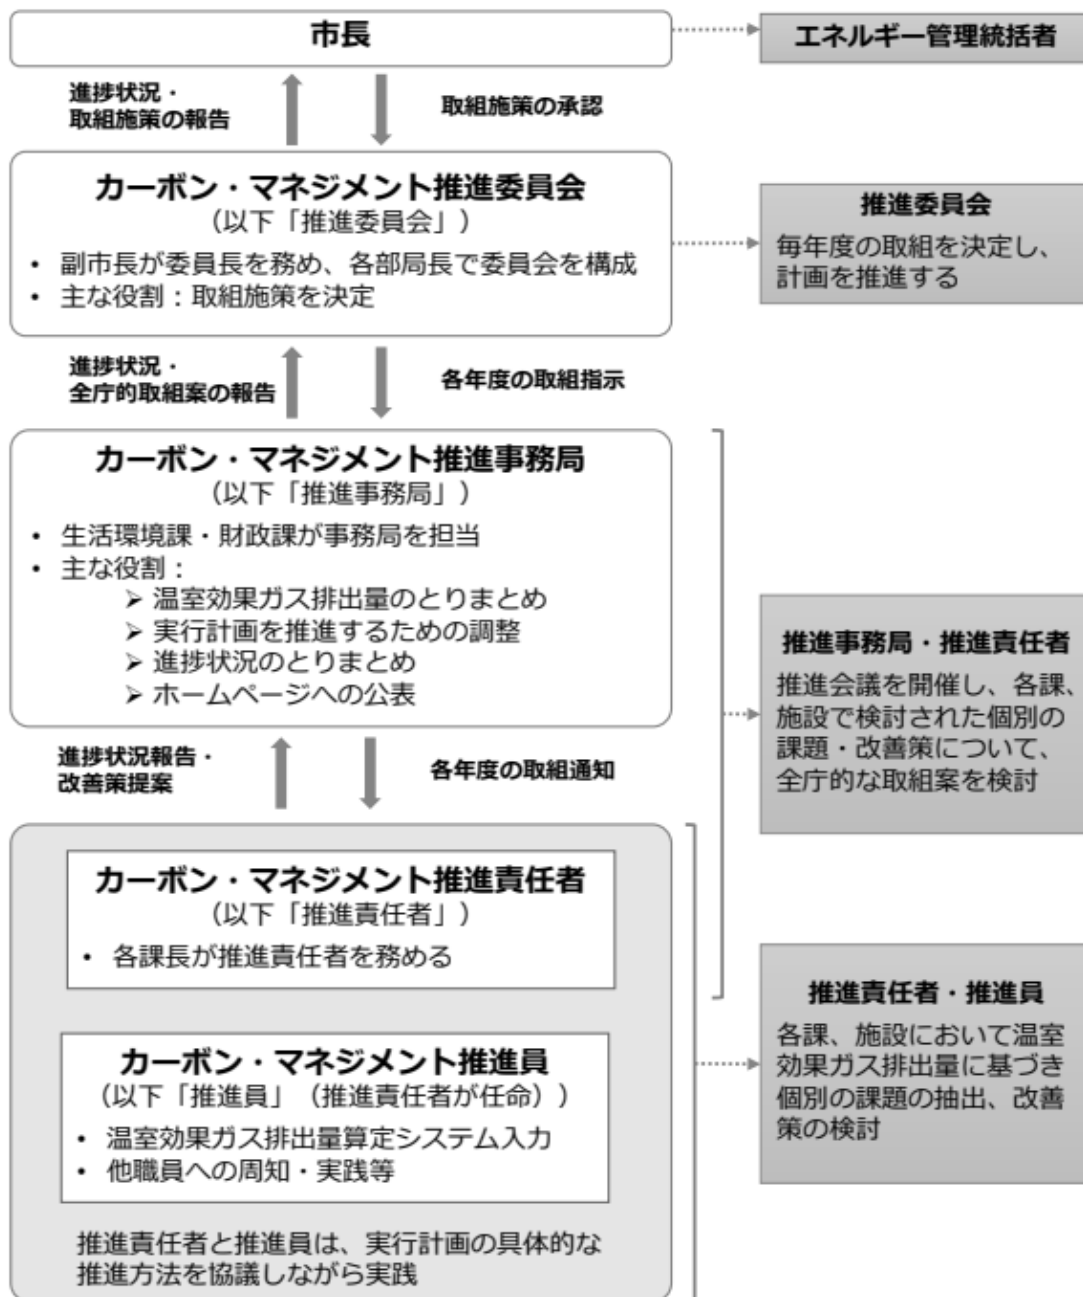 市長
エネルギー管理統括者
進捗状況・
取組施策の報告
取組施策の承認
カーボン・マネジメント推進委員会
（以下「推進委員会」）
• 副市長が委員長を務め、各部局長で委員会を構成
• 主な役割：取組施策を決定
推進委員会
毎年度の取組を決定し、
計画を推進する
進捗状況・
全庁的取組案の報告
各年度の取組指示
カーボン・マネジメント推進事務局
（以下「推進事務局」）
• 生活環境課・財政課が事務局を担当
• 主な役割：
➢ 温室効果ガス排出量のとりまとめ
➢ 実行計画を推進するための調整
➢ 進捗状況のとりまとめ
➢ ホームページへの公表
推進事務局・推進責任者
推進会議を開催し、各課、
施設で検討された個別の
課題・改善策について、
全庁的な取組案を検討
進捗状況報告・
改善策提案
各年度の取組通知
カーボン・マネジメント推進責任者
（以下「推進責任者」）
• 各課長が推進責任者を務める
カーボン・マネジメント推進員
（以下「推進員」（推進責任者が任命））
• 温室効果ガス排出量算定システム入力
• 他職員への周知・実践等
推進責任者と推進員は、実行計画の具体的な
推進方法を協議しながら実践
推進責任者・推進員
各課、施設において温室
効果ガス排出量に基づき
個別の課題の抽出、改善
策の検討